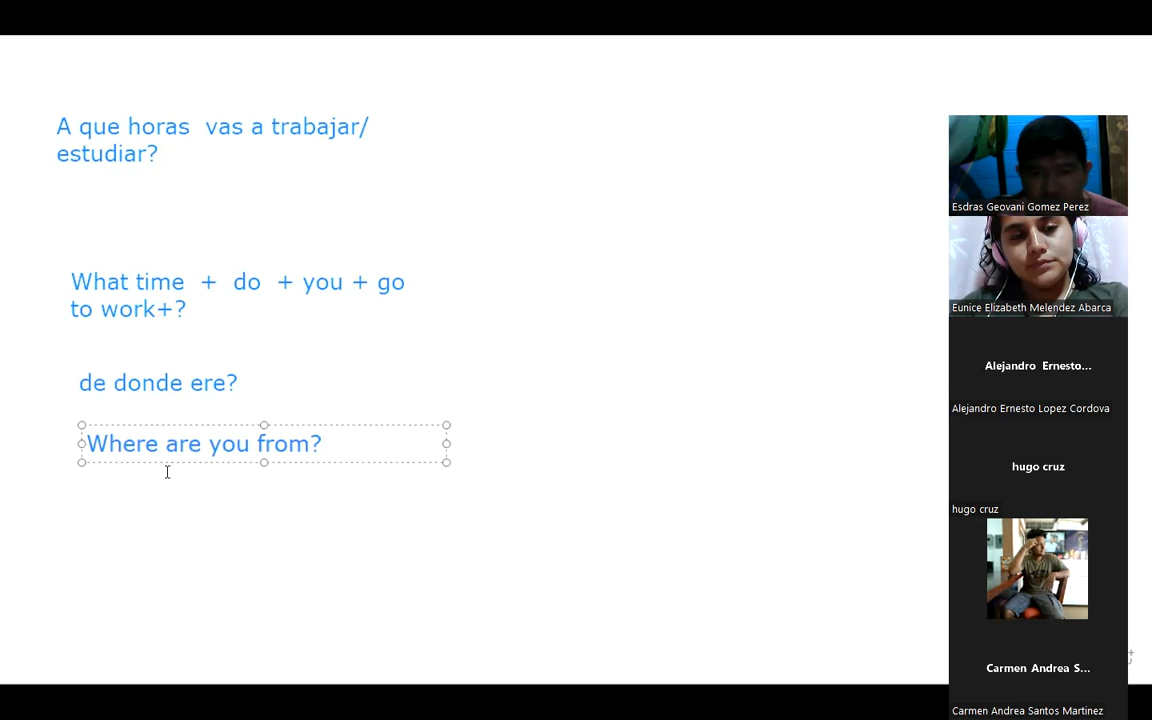 A que horas  vas a trabajar/
estudiar?
What time  +  do  + you + go
to work+?
de donde ere?
Where are you from?
Esdras Geovani Gomez Perez
Eunice Elizabeth Melendez Abarca
Alejandro  Ernesto...
Alejandro Ernesto Lopez Cordova
hugo cruz
hugo cruz
Carmen Andrea S...
Carmen Andrea Santos Martinez